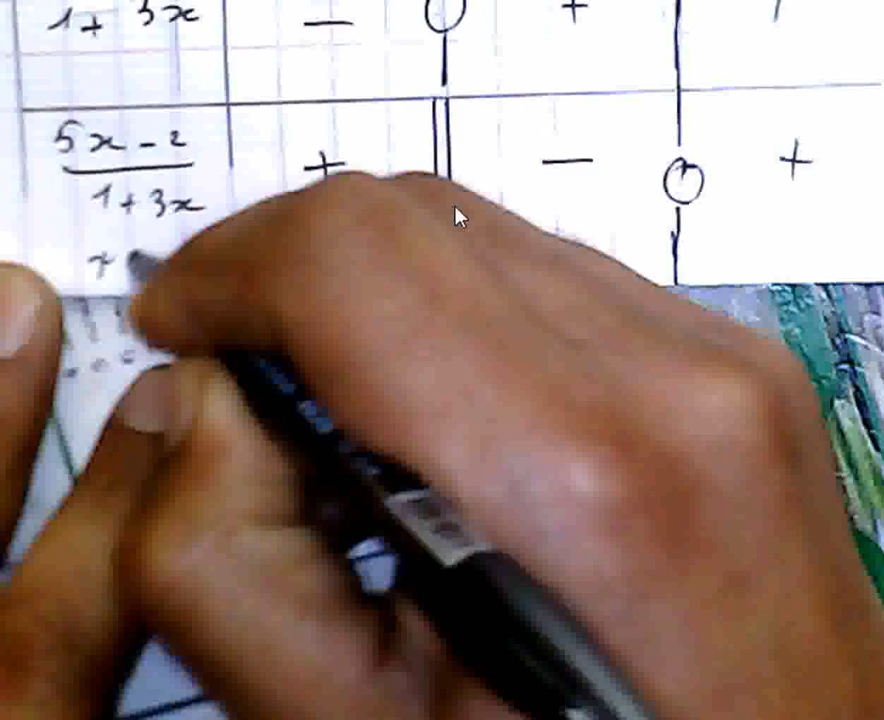 1 + 3x − 0 +
5x - 2 / 1 + 3x + || − 0 +